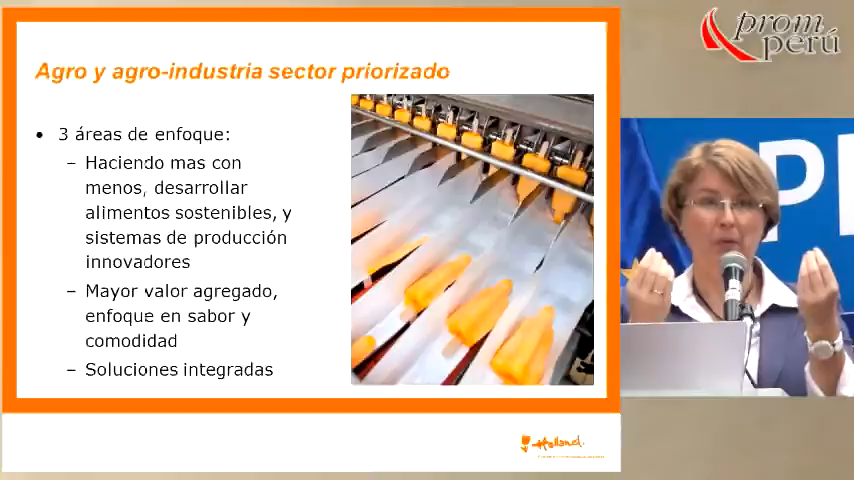 prom
perú
Agro y agro-industria sector priorizado
• 3 áreas de enfoque:
– Haciendo mas con
menos, desarrollar
alimentos sostenibles, y
sistemas de producción
innovadores
– Mayor valor agregado,
enfoque en sabor y
comodidad
– Soluciones integradas
P
Holland.